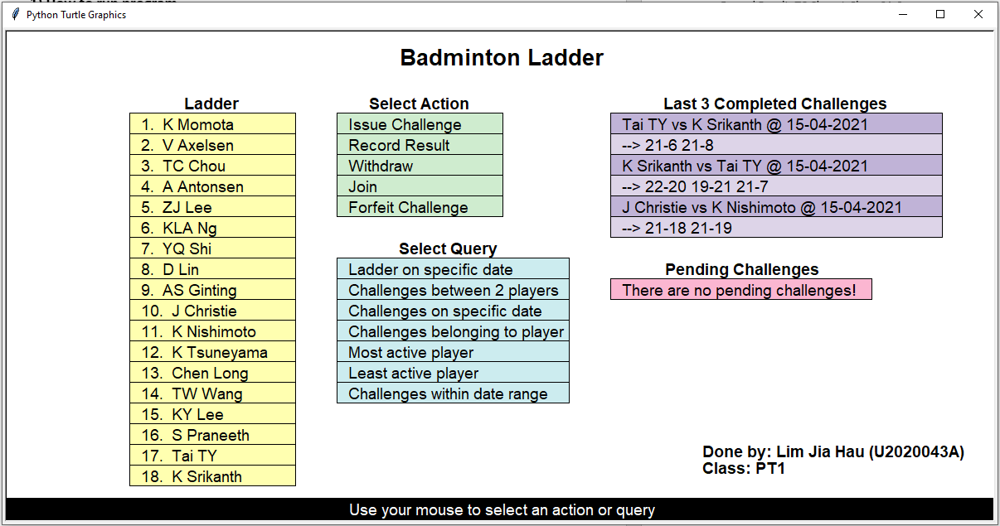 Python Turtle Graphics
Badminton Ladder
Ladder
1. K Momota
2. V Axelsen
3. TC Chou
4. A Antonsen
5. ZJ Lee
6. KLA Ng
7. YQ Shi
8. D Lin
9. AS Ginting
10. J Christie
11. K Nishimoto
12. K Tsuneyama
13. Chen Long
14. TW Wang
15. KY Lee
16. S Praneeth
17. Tai TY
18. K Srikanth
Select Action
Issue Challenge
Record Result
Withdraw
Join
Forfeit Challenge
Select Query
Ladder on specific date
Challenges between 2 players
Challenges on specific date
Challenges belonging to player
Most active player
Least active player
Challenges within date range
Last 3 Completed Challenges
Tai TY vs K Srikanth @ 15-04-2021
--> 21-6 21-8
K Srikanth vs Tai TY @ 15-04-2021
--> 22-20 19-21 21-7
J Christie vs K Nishimoto @ 15-04-2021
--> 21-18 21-19
Pending Challenges
There are no pending challenges!
Done by: Lim Jia Hau (U2020043A)
Class: PT1
Use your mouse to select an action or query